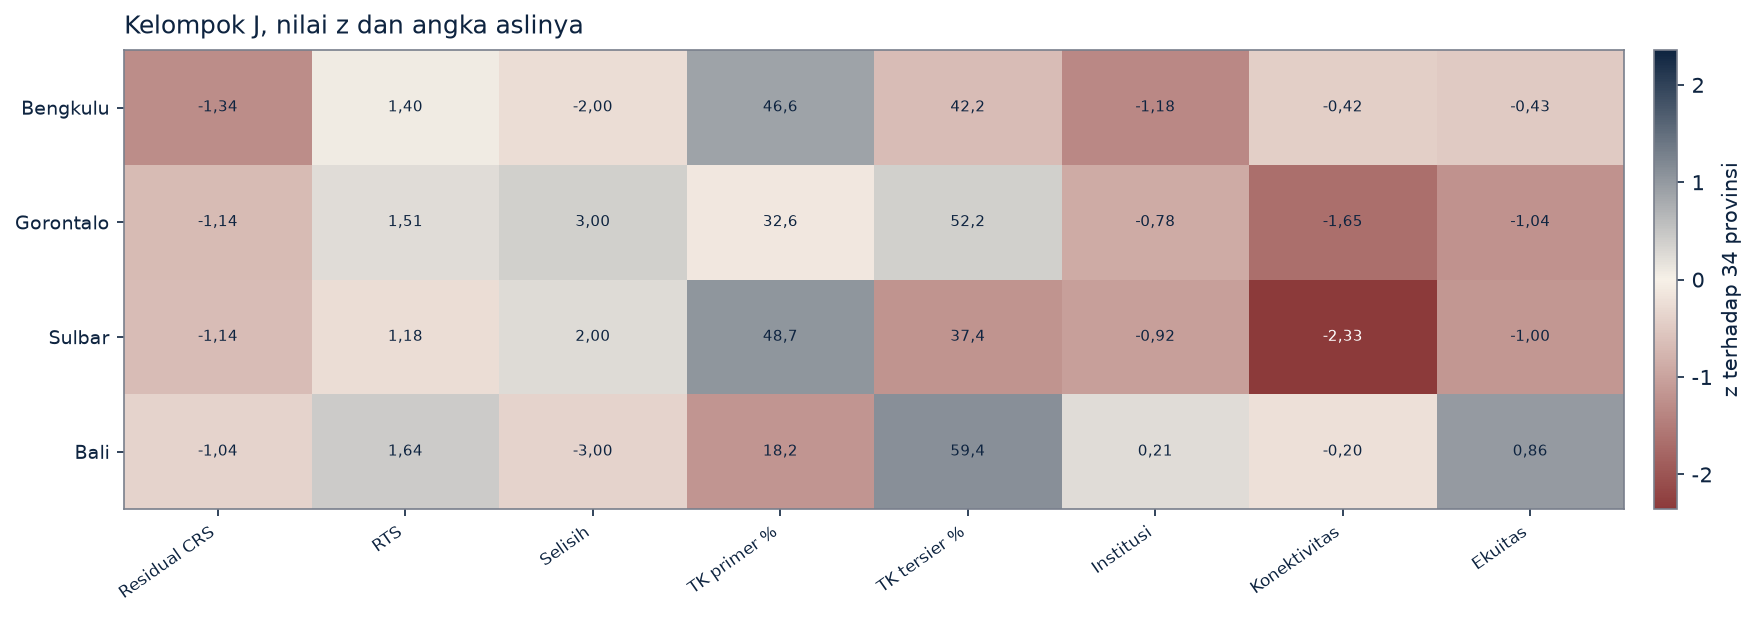 Kelompok J, nilai z dan angka aslinya
Bengkulu -1,34 1,40 -2,00 46,6 42,2 -1,18 -0,42 -0,43
Gorontalo -1,14 1,51 3,00 32,6 52,2 -0,78 -1,65 -1,04
Sulbar -1,14 1,18 2,00 48,7 37,4 -0,92 -2,33 -1,00
Bali -1,04 1,64 -3,00 18,2 59,4 0,21 -0,20 0,86
Residual CRS RTS Selisih TK primer % TK tersier % Institusi Konektivitas Ekuitas
2
1
0
-1
-2
z terhadap 34 provinsi